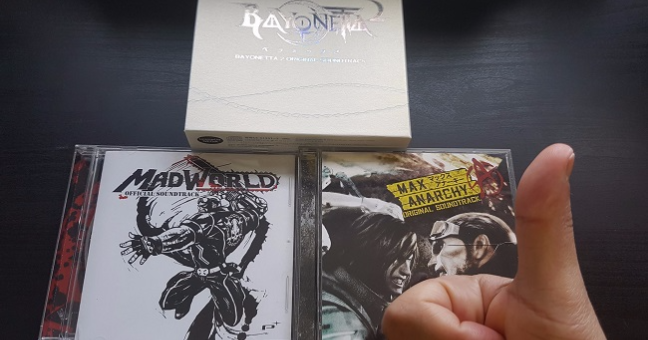 BAYONETTA
BAYONETTA ORIGINAL SOUNDTRACK
MADWORLD
OFFICIAL SOUNDTRACK
MAX
ANARCHY
ORIGINAL SOUNDTRACK
P+